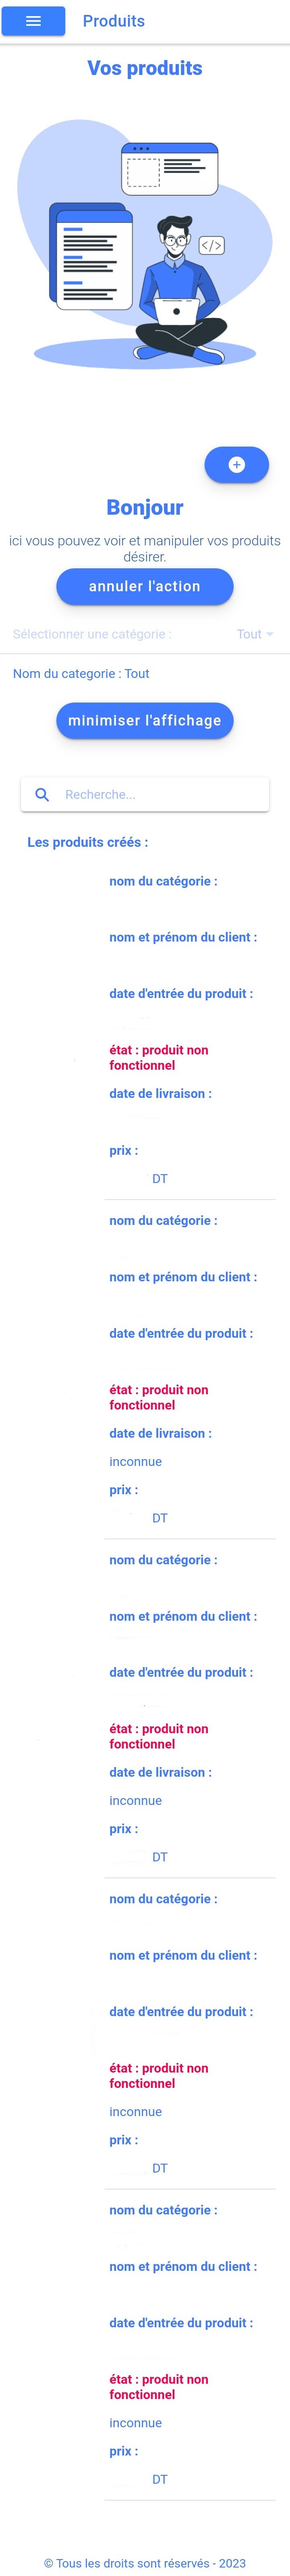 Produits
Vos produits
</>
Bonjour
ici vous pouvez voir et manipuler vos produits
désirer.
annuler l'action
Sélectionner une catégorie :
Tout
Nom du categorie : Tout
minimiser l'affichage
Recherche...
Les produits créés :
nom du catégorie :
nom et prénom du client :
date d'entrée du produit :
état : produit non
fonctionnel
date de livraison :
prix :
DT
nom du catégorie :
nom et prénom du client :
date d'entrée du produit :
état : produit non
fonctionnel
date de livraison :
inconnue
prix :
DT
nom du catégorie :
nom et prénom du client :
date d'entrée du produit :
état : produit non
fonctionnel
date de livraison :
inconnue
prix :
DT
nom du catégorie :
nom et prénom du client :
date d'entrée du produit :
état : produit non
fonctionnel
inconnue
prix :
DT
nom du catégorie :
nom et prénom du client :
date d'entrée du produit :
état : produit non
fonctionnel
inconnue
prix :
DT
© Tous les droits sont réservés - 2023